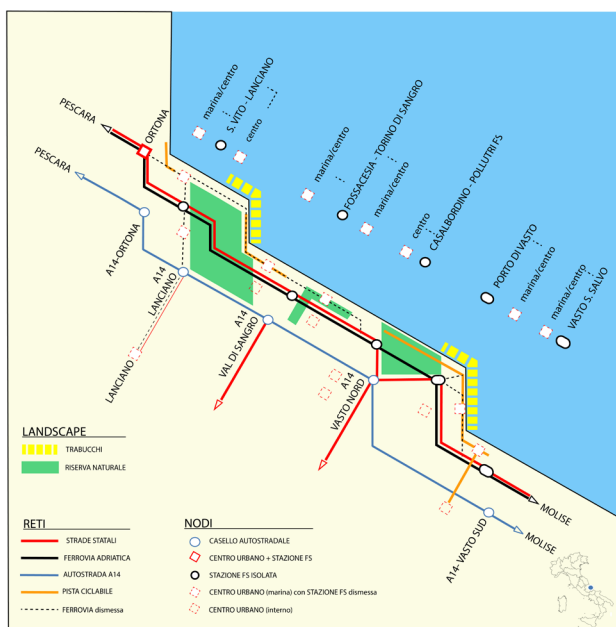 marina/centro
S. VITO - LANCIANO
centro
marina/centro
FOSSACESIA - TORINO DI SANGRO
marina/centro
centro
CASALBORDINO - POLLUTRI FS
PORTO DI VASTO
marina/centro
marina/centro
VASTO S. SALVO
PESCARA
ORTONA
PESCARA
A14-ORTONA
A14
LANCIANO
LANCIANO
A14
VAL DI SANGRO
A14
VASTO NORD
A14- VASTO SUD
MOLISE
MOLISE
LANDSCAPE
TRABUCCHI
RISERVA NATURALE
RETI
STRADE STATALI
FERROVIA ADRIATICA
AUTOSTRADA A14
PISTA CICLABILE
FERROVIA dismessa
NODI
CASELLO AUTOSTRADALE
CENTRO URBANO + STAZIONE FS
STAZIONE FS ISOLATA
CENTRO URBANO (marina) con STAZIONE FS dismessa
CENTRO URBANO (interno)